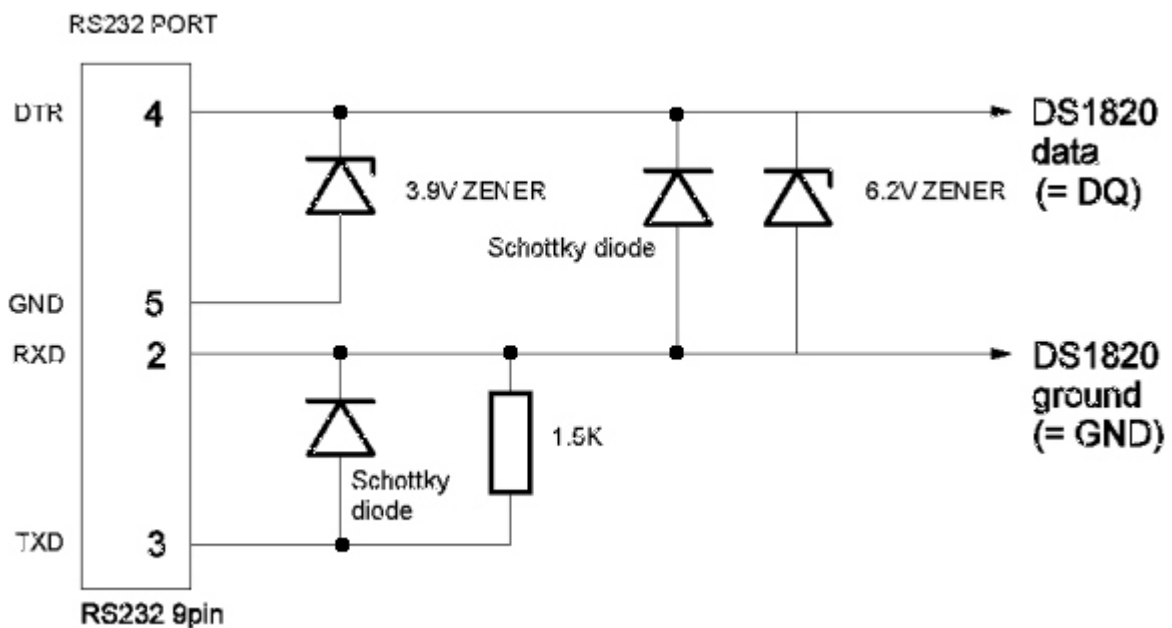 RS232 PORT
DTR
4
DS1820
data
(= DQ)
3.9V ZENER
6.2V ZENER
Schottky diode
GND
5
RXD
2
DS1820
ground
(= GND)
1.5K
Schottky
diode
TXD
3
RS232 9pin